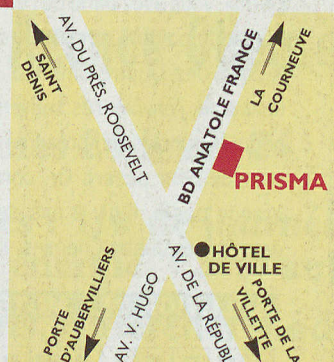 SAINT
DENIS
AV. DU PRÉS. ROOSEVELT
BD ANATOLE FRANCE
LA
COURNEUVE
PRISMA
HÔTEL
DE VILLE
PORTE
D'AUBERVILLIERS
AV. V. HUGO
AV. DE LA RÉPUBL
PORTE DE LA
VILLETTE